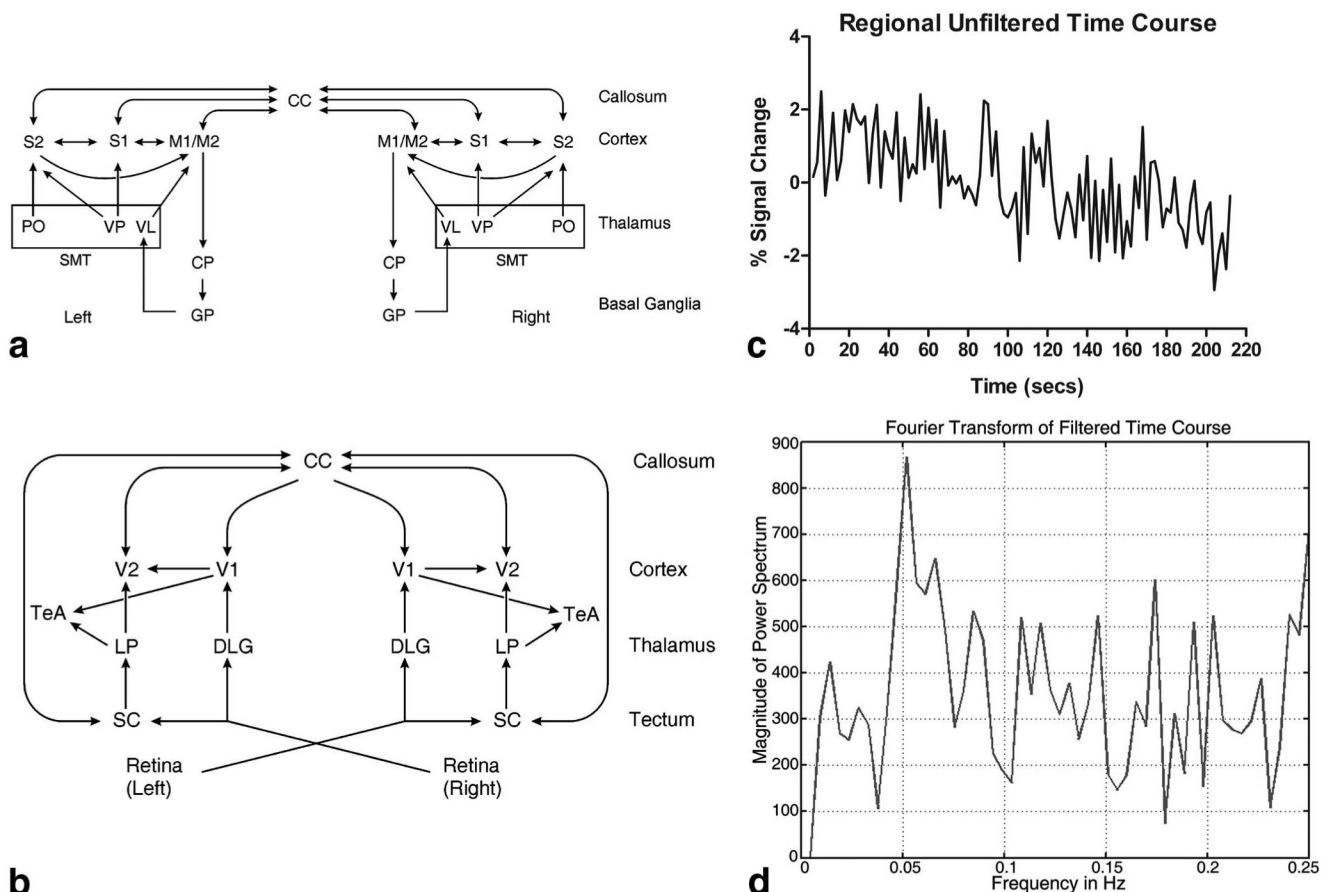 CC Callosum
S2 S1 M1/M2 M1/M2 S1 S2 Cortex
PO VP VL VL VP PO Thalamus
SMT CP CP SMT
Left GP GP Right Basal Ganglia
a
Regional Unfiltered Time Course
4
2
0
-2
-4
% Signal Change
0 20 40 60 80 100 120 140 160 180 200 220
Time (secs)
c
CC Callosum
V2 V1 V1 V2 Cortex
TeA TeA
LP DLG DLG LP Thalamus
SC SC Tectum
Retina Retina
(Left) (Right)
b
Fourier Transform of Filtered Time Course
900
800
700
600
500
400
300
200
100
0
Magnitude of Power Spectrum
0 0.05 0.1 0.15 0.2 0.25
Frequency in Hz
d